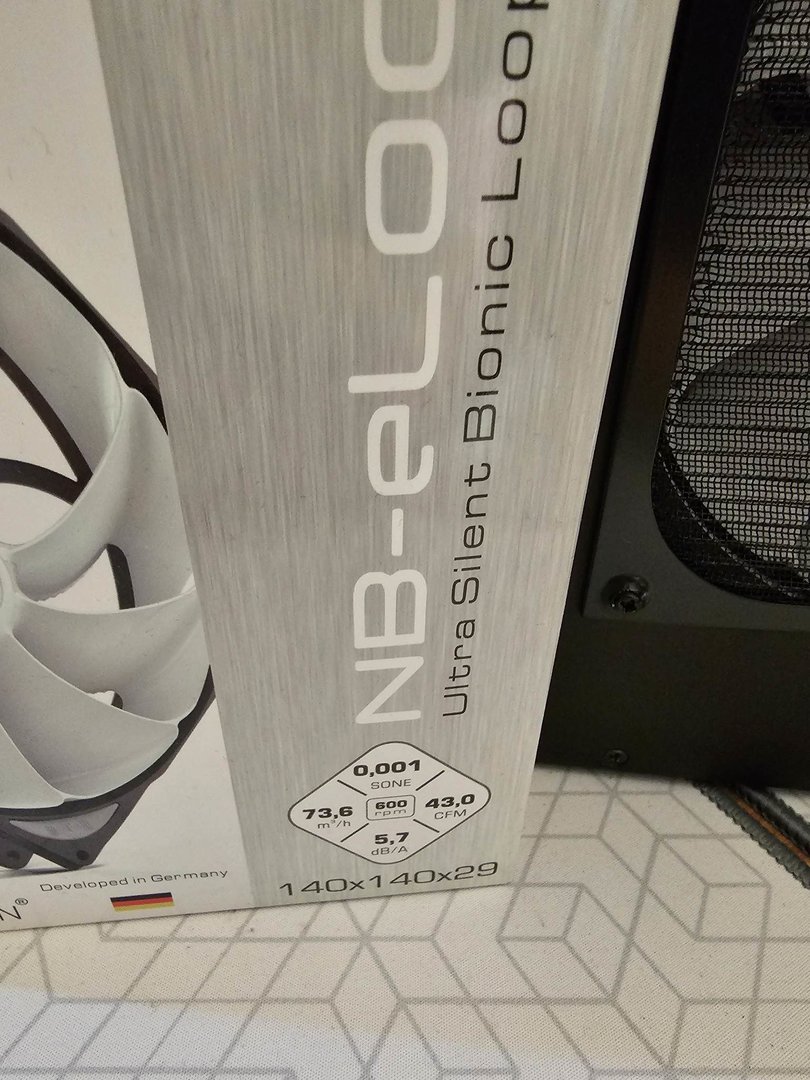 NB-eLoo
Ultra Silent Bionic Loop
0,001
SONE
73,6
m³/h
600
rpm
43,0
CFM
5,7
dB/A
140x140x29
Developed in Germany
N®